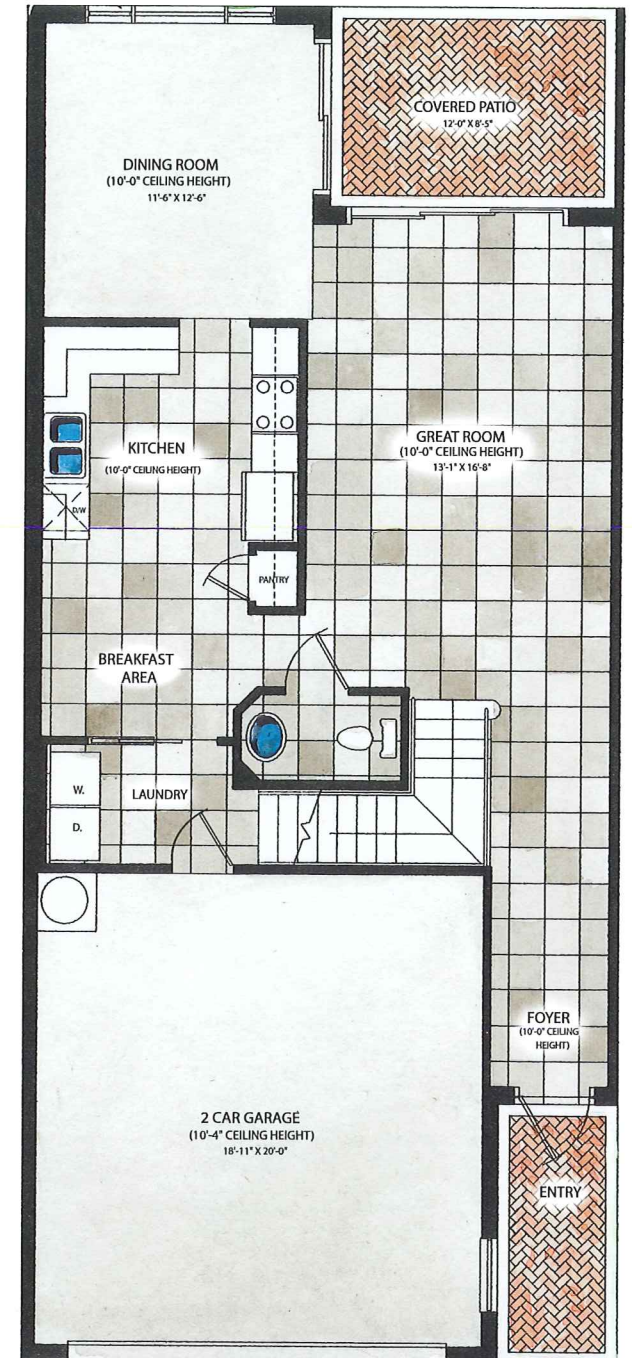 COVERED PATIO
12'-0" X 8'-5"
DINING ROOM
(10'-0" CEILING HEIGHT)
11'-6" X 12'-6"
GREAT ROOM
(10'-0" CEILING HEIGHT)
13'-1" X 16'-8"
KITCHEN
(10'-0" CEILING HEIGHT)
D/W
PANTRY
BREAKFAST
AREA
W.
LAUNDRY
D.
FOYER
(10'-0" CEILING
HEIGHT)
2 CAR GARAGE
(10'-4" CEILING HEIGHT)
18'-11" X 20'-0"
ENTRY